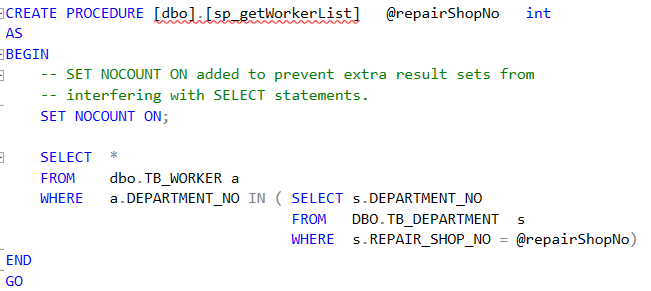 CREATE PROCEDURE [dbo].[sp_getWorkerList]   @repairShopNo   int
AS
BEGIN
    -- SET NOCOUNT ON added to prevent extra result sets from
    -- interfering with SELECT statements.
    SET NOCOUNT ON;
    SELECT  *
    FROM    dbo.TB_WORKER a
    WHERE   a.DEPARTMENT_NO IN ( SELECT s.DEPARTMENT_NO
                                 FROM   DBO.TB_DEPARTMENT  s
                                 WHERE  s.REPAIR_SHOP_NO = @repairShopNo)
END
GO